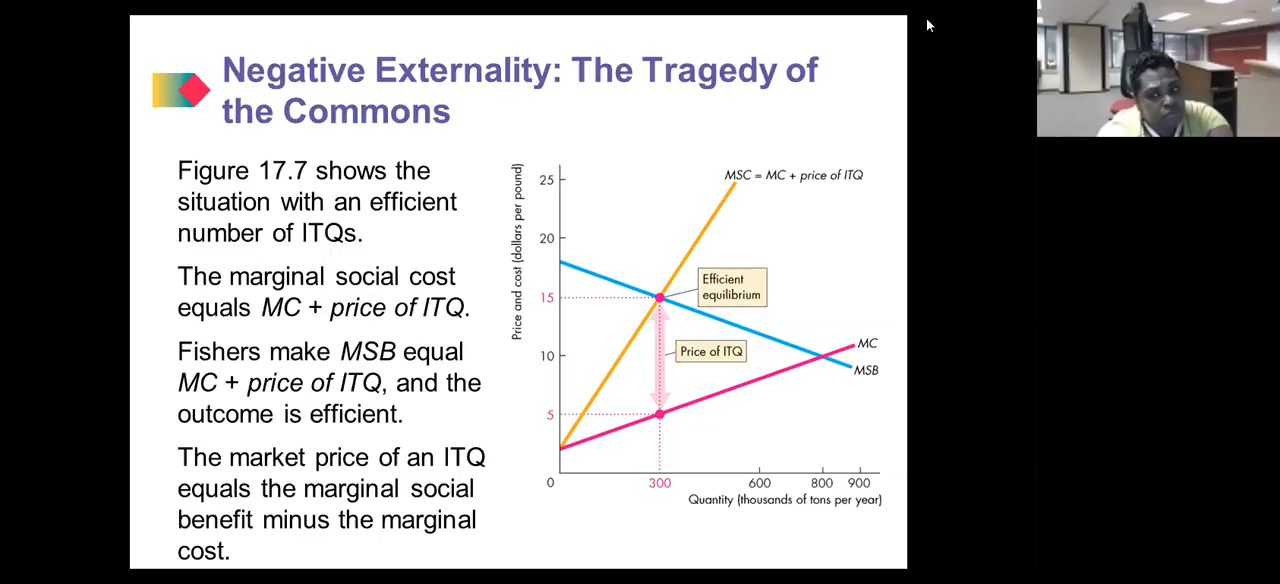 Negative Externality: The Tragedy of
the Commons
Figure 17.7 shows the
situation with an efficient
number of ITQs.
The marginal social cost
equals MC + price of ITQ.
Fishers make MSB equal
MC + price of ITQ, and the
outcome is efficient.
The market price of an ITQ
equals the marginal social
benefit minus the marginal
cost.
Price and cost (dollars per pound)
25
20
15
10
5
0
MSC = MC + price of ITQ
Efficient
equilibrium
Price of ITQ
MC
MSB
300
600
800
900
Quantity (thousands of tons per year)